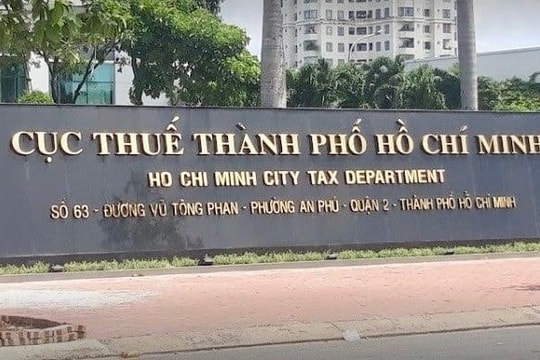 CỤC THUẾ THÀNH PHỐ HỒ CHÍ MINH
HO CHI MINH CITY TAX DEPARTMENT
SỐ 63 - ĐƯỜNG VŨ TÔNG PHAN - PHƯỜNG AN PHÚ - QUẬN 2 - THÀNH PHỐ HỒ CHÍ MINH